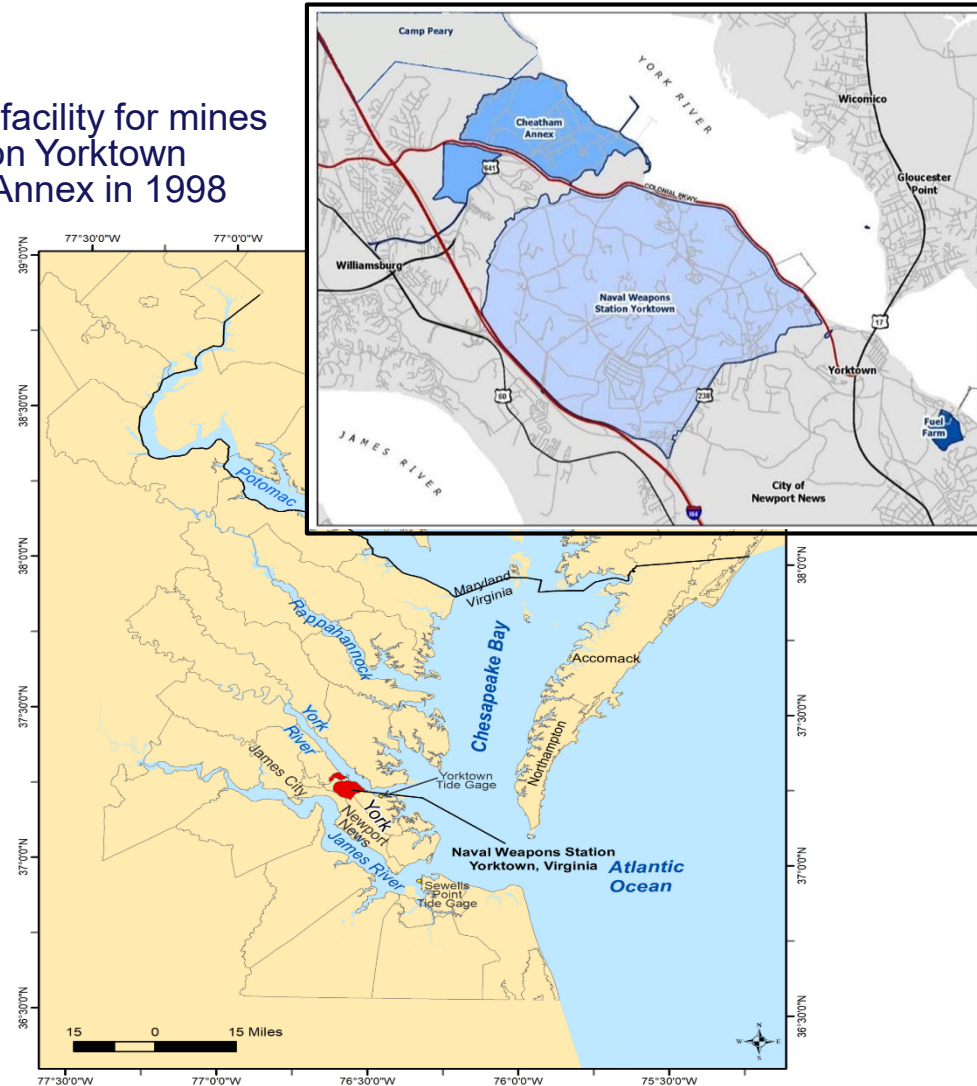 facility for mines
on Yorktown
Annex in 1998
Camp Peary
YORK RIVER
Wicomico
Cheatham
Annex
641
COLONIAL PKWY
Gloucester
Point
Williamsburg
Naval Weapons
Station Yorktown
17
Yorktown
60
238
Fuel
Farm
JAMES RIVER
City of
Newport News
64
77°30'0"W
77°0'0"W
39°0'0"N
38°30'0"N
Potomac
38°0'0"N
38°0'0"N
Maryland
Virginia
Rappahannock
Chesapeake Bay
Accomack
37°30'0"N
37°30'0"N
York
River
Northampton
James City
Yorktown
Tide Gage
York
Newport
News
37°0'0"N
37°0'0"N
James River
Naval Weapons Station
Yorktown, Virginia
Atlantic
Ocean
Sewells
Point
Tide Gage
36°30'0"N
36°30'0"N
15 0 15 Miles
N
W E
S
77°30'0"W
77°0'0"W
76°30'0"W
76°0'0"W
75°30'0"W